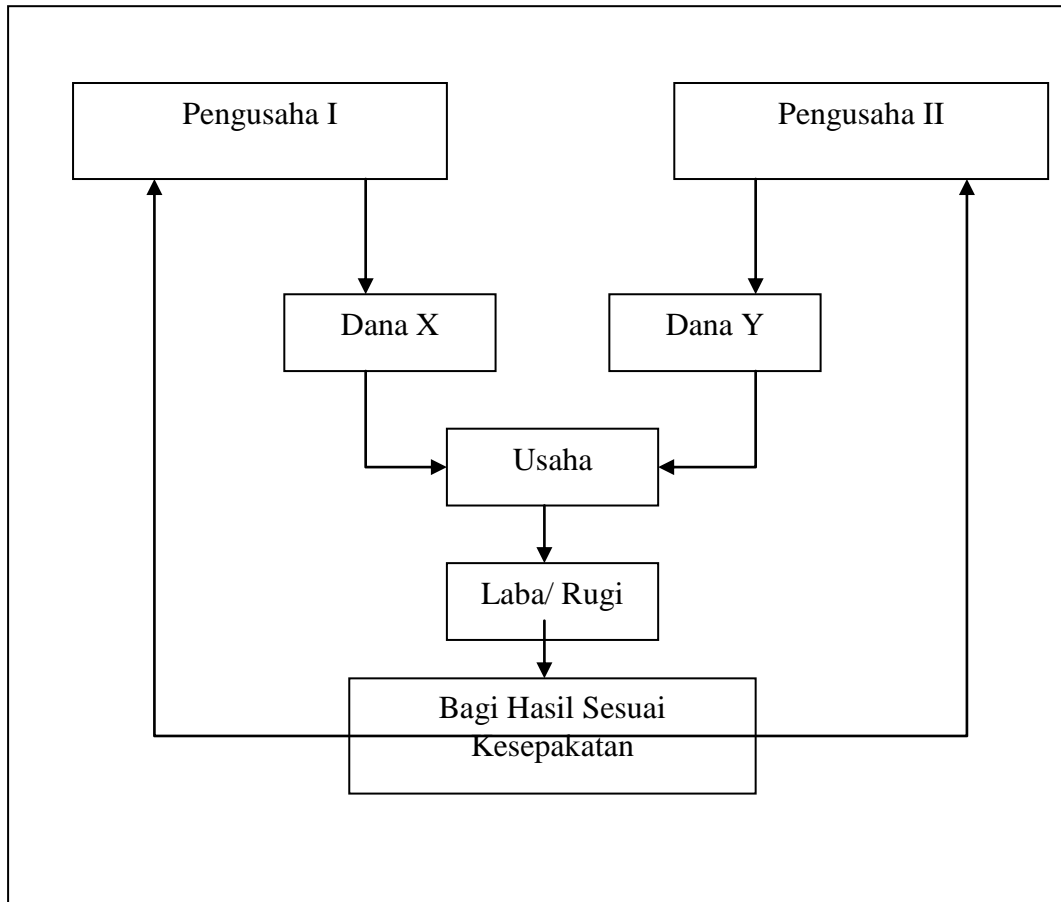 Pengusaha I
Pengusaha II
Dana X
Dana Y
Usaha
Laba/ Rugi
Bagi Hasil Sesuai
Kesepakatan